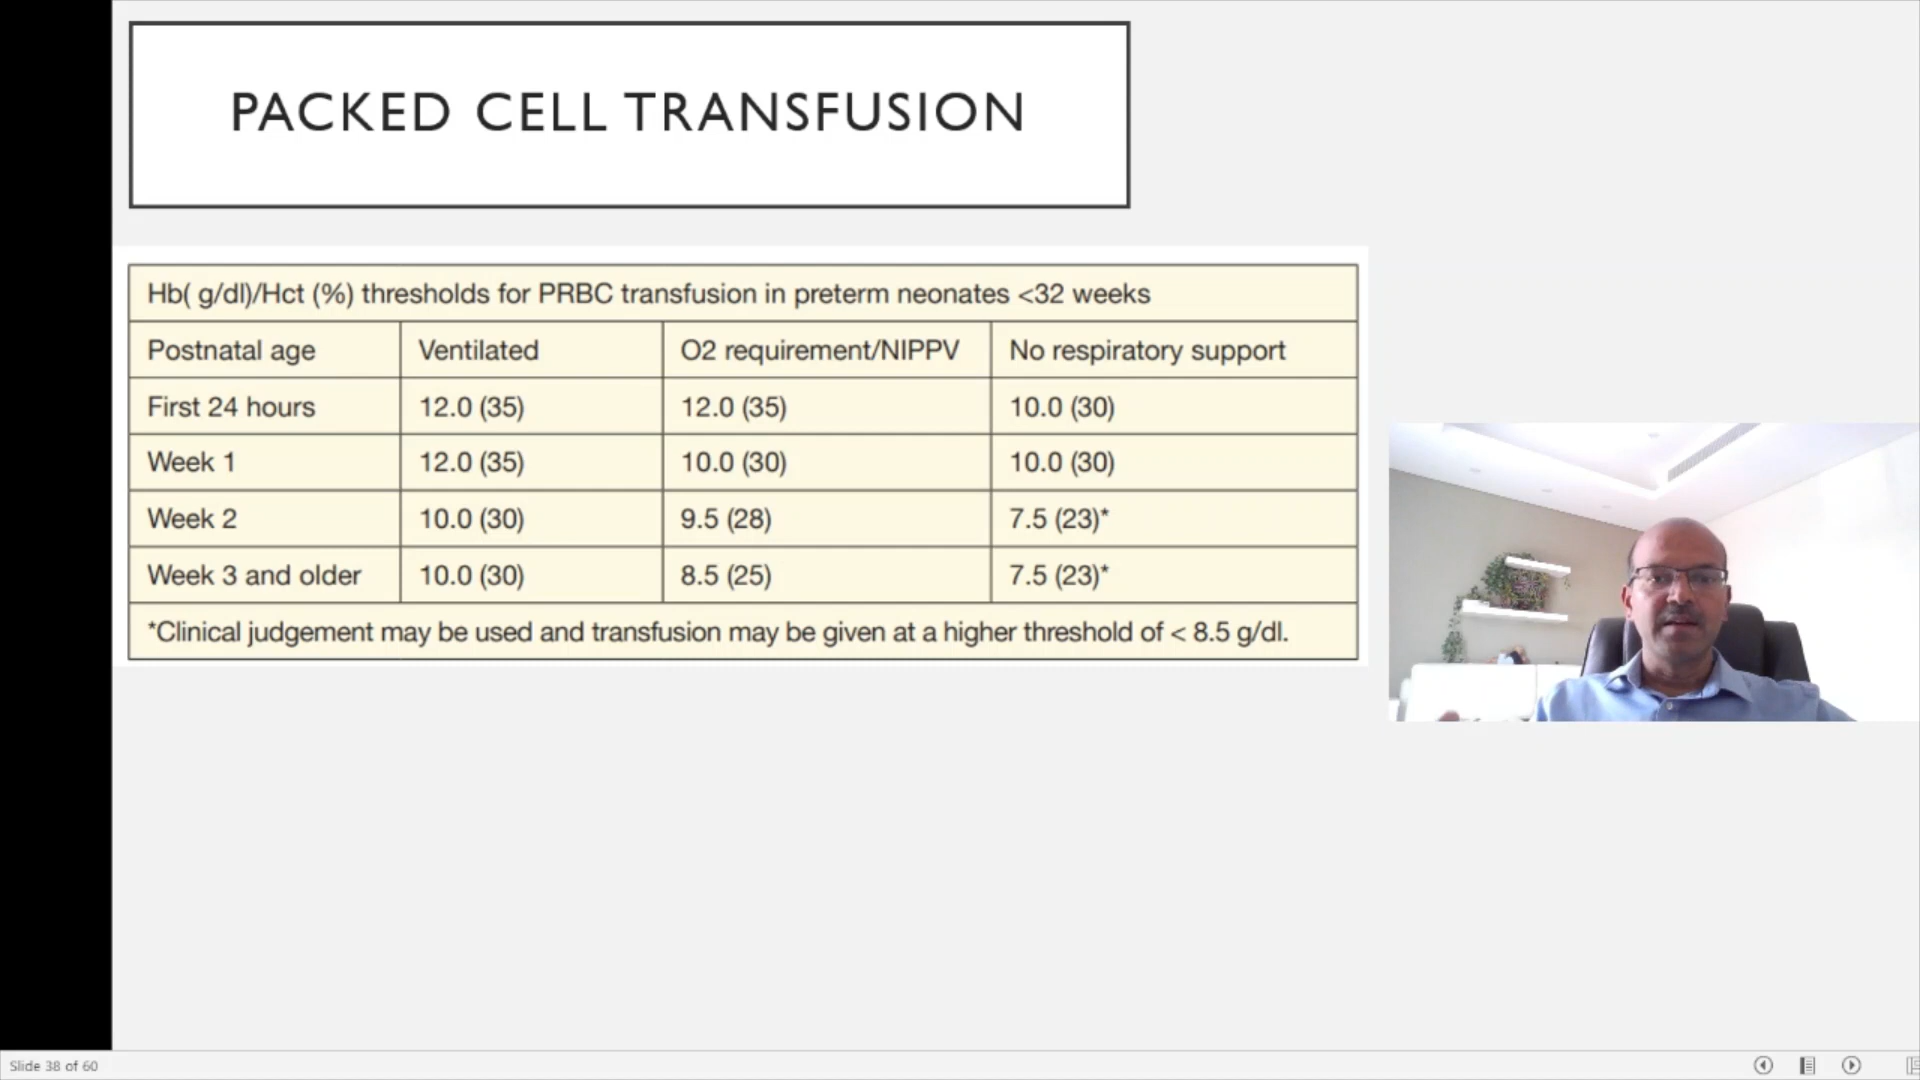 PACKED CELL TRANSFUSION
Hb( g/dl)/Hct (%) thresholds for PRBC transfusion in preterm neonates <32 weeks
Postnatal age Ventilated O2 requirement/NIPPV No respiratory support
First 24 hours 12.0 (35) 12.0 (35) 10.0 (30)
Week 1 12.0 (35) 10.0 (30) 10.0 (30)
Week 2 10.0 (30) 9.5 (28) 7.5 (23)*
Week 3 and older 10.0 (30) 8.5 (25) 7.5 (23)*
*Clinical judgement may be used and transfusion may be given at a higher threshold of < 8.5 g/dl.
Slide 38 of 60